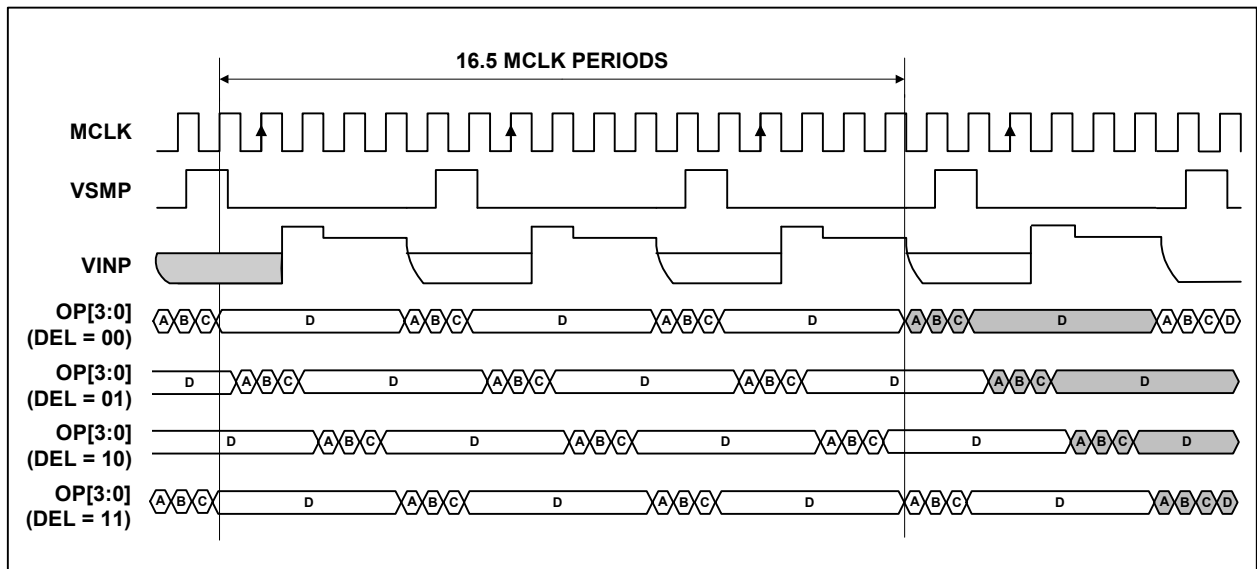 16.5 MCLK PERIODS
MCLK
VSMP
VINP
OP[3:0]
(DEL = 00)
A B C D A B C D A B C D A B C D A B C D
OP[3:0]
(DEL = 01)
D A B C D A B C D A B C D A B C D
OP[3:0]
(DEL = 10)
D A B C D A B C D A B C D A B C D
OP[3:0]
(DEL = 11)
A B C D A B C D A B C D A B C D A B C D